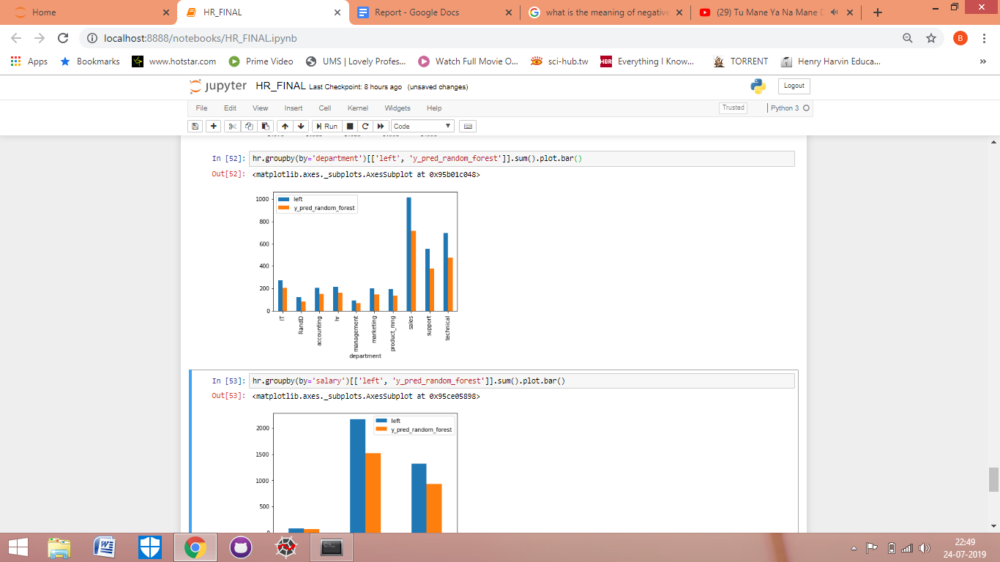 Home
HR_FINAL
Report - Google Docs
what is the meaning of negative
(29) Tu Mane Ya Na Mane D
localhost:8888/notebooks/HR_FINAL.ipynb
B
Apps
Bookmarks
www.hotstar.com
Prime Video
UMS | Lovely Profes...
Watch Full Movie O...
sci-hub.tw
HBR
Everything I Know...
TORRENT
Henry Harvin Educa...
jupyter HR_FINAL Last Checkpoint: 8 hours ago (unsaved changes)
Logout
File Edit View Insert Cell Kernel Widgets Help
Trusted
Python 3
Run
Code
In [52]: hr.groupby(by='department')[['left', 'y_pred_random_forest']].sum().plot.bar()
Out[52]: <matplotlib.axes._subplots.AxesSubplot at 0x95b01c048>
left
y_pred_random_forest
1000
800
600
400
200
0
IT
RandD
accounting
hr
management
marketing
product_mng
sales
support
technical
department
In [53]: hr.groupby(by='salary')[['left', 'y_pred_random_forest']].sum().plot.bar()
Out[53]: <matplotlib.axes._subplots.AxesSubplot at 0x95ce05898>
left
y_pred_random_forest
2000
1500
1000
500
22:49
24-07-2019